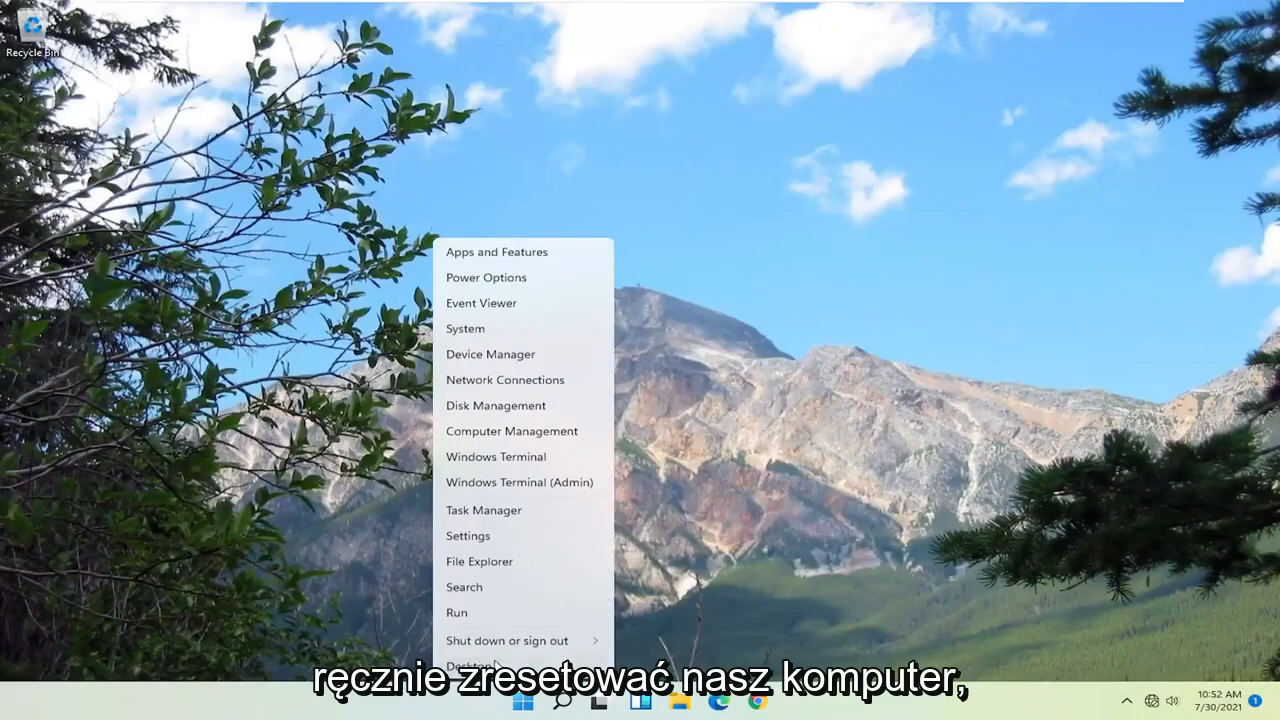 Recycle Bin
Apps and Features
Power Options
Event Viewer
System
Device Manager
Network Connections
Disk Management
Computer Management
Windows Terminal
Windows Terminal (Admin)
Task Manager
Settings
File Explorer
Search
Run
Shut down or sign out
Desktop
ręcznie zresetować nasz komputer,
10:52 AM
7/30/2021
1